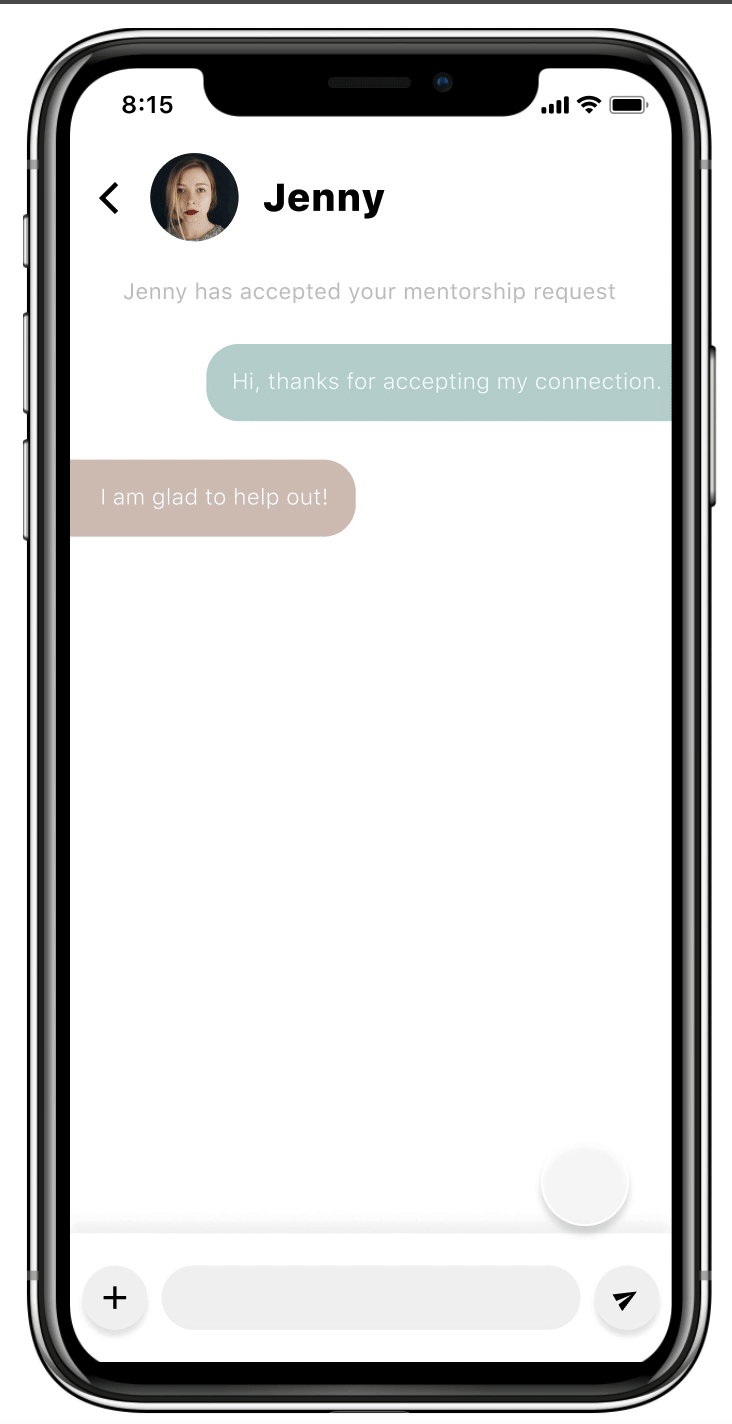 8:15
Jenny
Jenny has accepted your mentorship request
Hi, thanks for accepting my connection.
I am glad to help out!